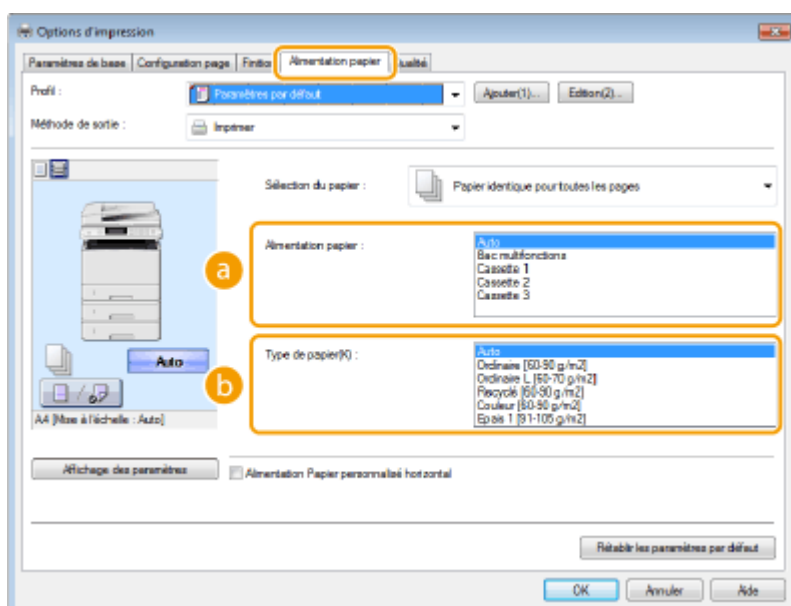 Options d'impression
Paramètres de base Configuration page Finition Alimentation papier Qualité
Profil : Paramètres par défaut Ajouter(1)... Edition(2)...
Méthode de sortie : Imprimer
Sélection du papier : Papier identique pour toutes les pages
a
Alimentation papier :
Auto
Bac multifonctions
Cassette 1
Cassette 2
Cassette 3
b
Type de papier(K) :
Auto
Ordinaire [60-90 g/m2]
Ordinaire L [60-70 g/m2]
Recyclé [60-90 g/m2]
Couleur [60-90 g/m2]
Epais 1 [91-105 g/m2]
Auto
A4 [Mise à l'échelle : Auto]
Affichage des paramètres Alimentation Papier personnalisé horizontal
Rétablir les paramètres par défaut
OK Annuler Aide